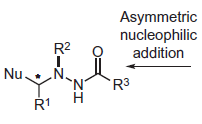 Asymmetric
nucleophilic
addition
R2
O
Nu
*
N
N
H
R3
R1